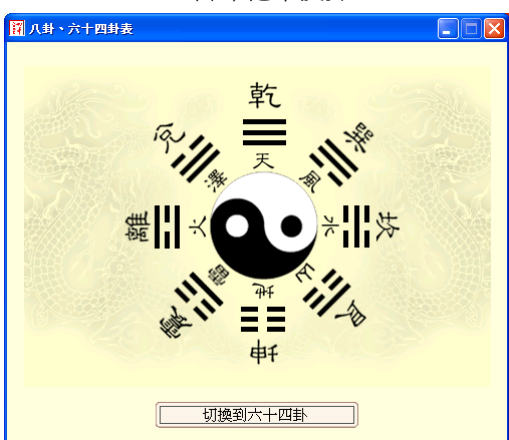 八卦、六十四卦表
乾
天
兌
澤
巽
風
離
火
水
坎
雷
震
山
艮
地
坤
切換到六十四卦